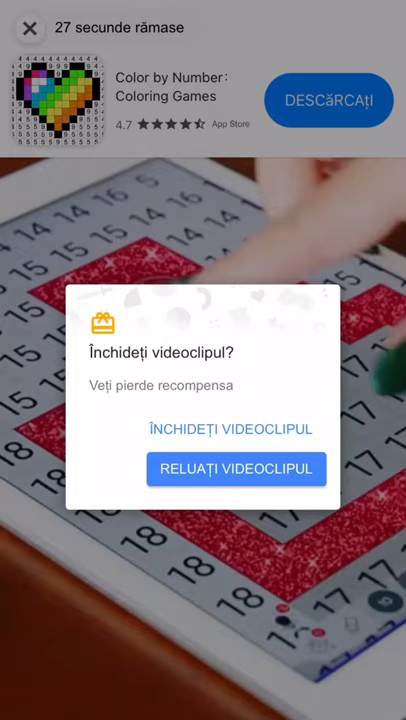 27 secunde rămase
Color by Number:
Coloring Games
4.7 App Store
DESCăRCAțI
Închideți videoclipul?
Veți pierde recompensa
ÎNCHIDEȚI VIDEOCLIPUL
RELUAȚI VIDEOCLIPUL